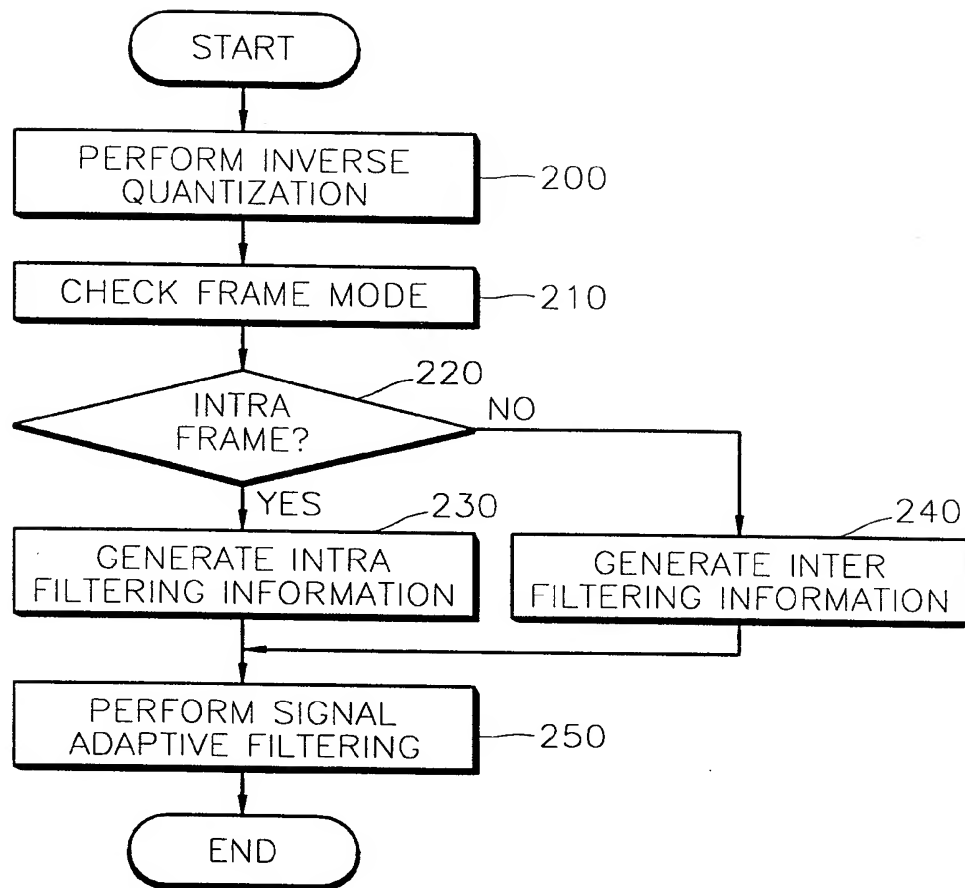 START
PERFORM INVERSE
QUANTIZATION
200
CHECK FRAME MODE
210
220
INTRA
FRAME?
NO
YES
230
240
GENERATE INTRA
FILTERING INFORMATION
GENERATE INTER
FILTERING INFORMATION
PERFORM SIGNAL
ADAPTIVE FILTERING
250
END